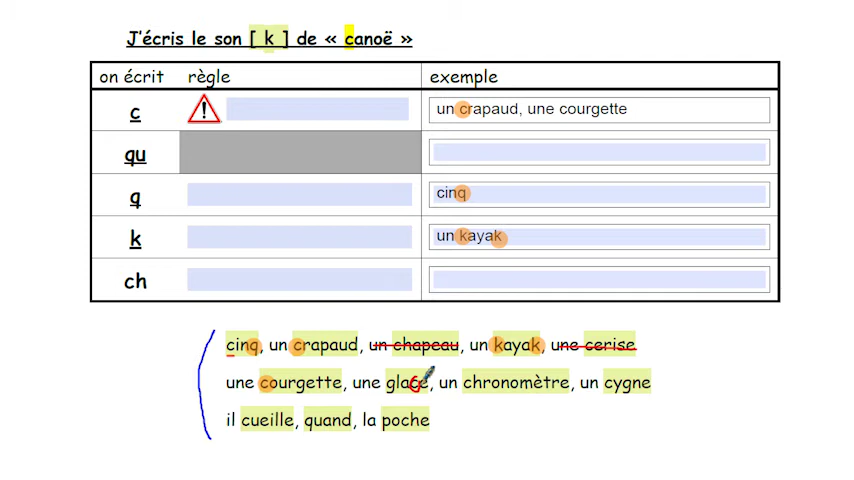 J'écris le son [ k ] de « canoë »
on écrit règle exemple
c un crapaud, une courgette
qu
q cinq
k un kayak
ch
cinq, un crapaud, un chapeau, un kayak, une cerise
une courgette, une glace, un chronomètre, un cygne
il cueille, quand, la poche